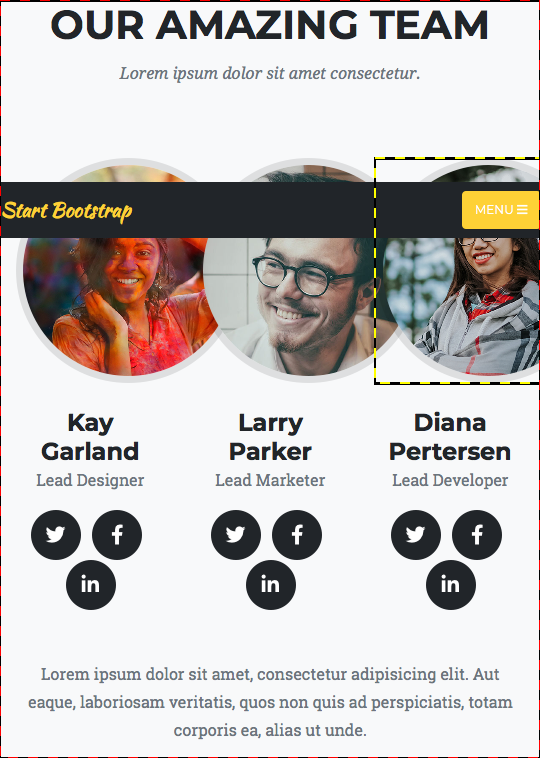 OUR AMAZING TEAM
Lorem ipsum dolor sit amet consectetur.
Start Bootstrap
MENU
Kay
Garland
Lead Designer
Larry
Parker
Lead Marketer
Diana
Pertersen
Lead Developer
Lorem ipsum dolor sit amet, consectetur adipisicing elit. Aut
eaque, laboriosam veritatis, quos non quis ad perspiciatis, totam
corporis ea, alias ut unde.